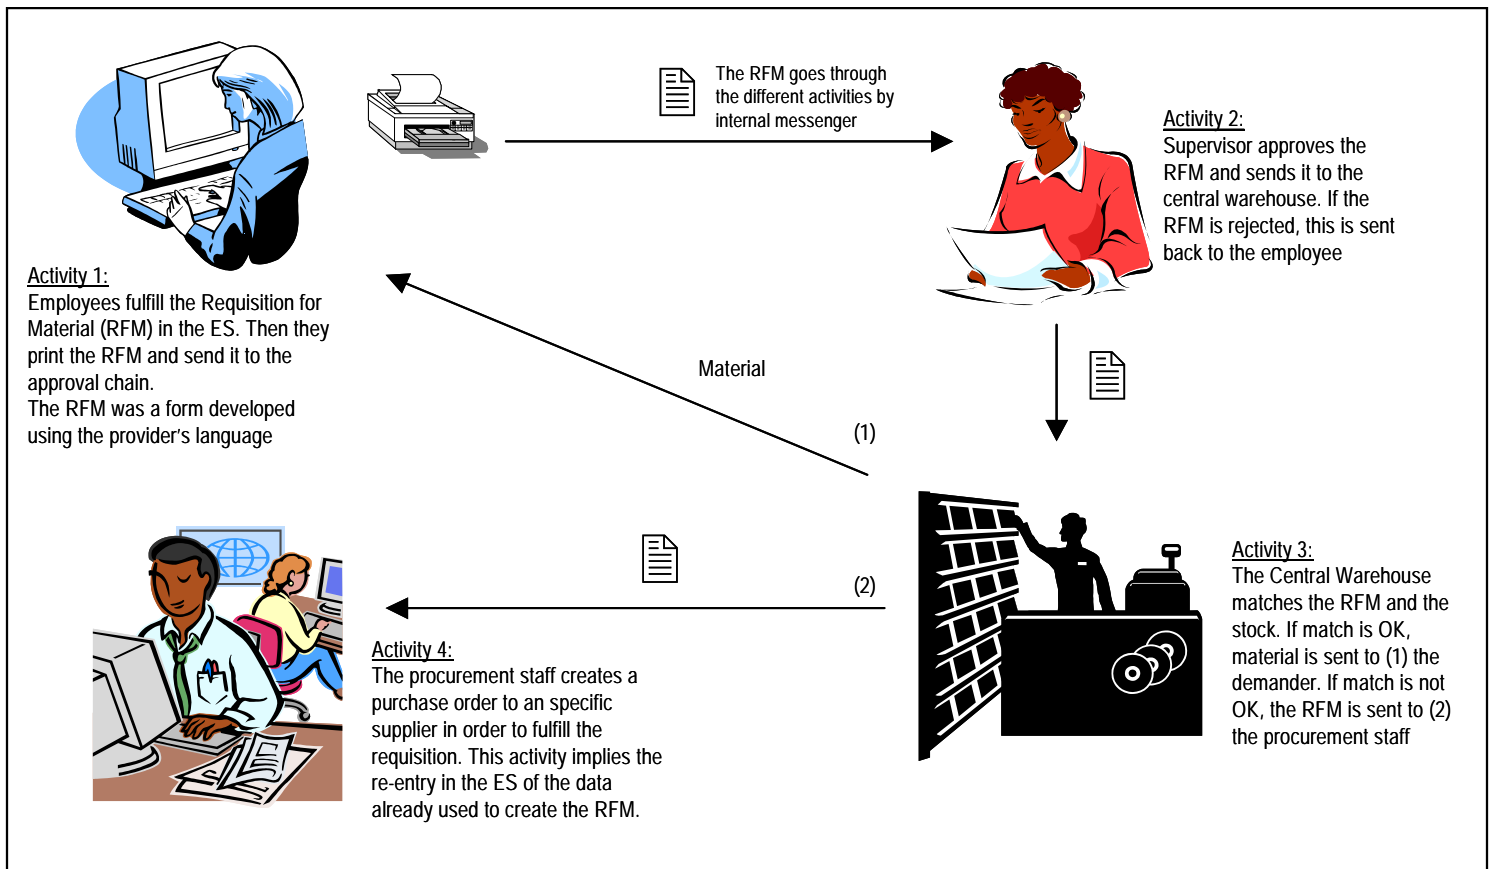 The RFM goes through
the different activities by
internal messenger
Activity 2:
Supervisor approves the
RFM and sends it to the
central warehouse. If the
RFM is rejected, this is sent
back to the employee
Activity 1:
Employees fulfill the Requisition for
Material (RFM) in the ES. Then they
print the RFM and send it to the
approval chain.
The RFM was a form developed
using the provider's language
Material
(1)
(2)
Activity 3:
The Central Warehouse
matches the RFM and the
stock. If match is OK,
material is sent to (1) the
demander. If match is not
OK, the RFM is sent to (2)
the procurement staff
Activity 4:
The procurement staff creates a
purchase order to an specific
supplier in order to fulfill the
requisition. This activity implies the
re-entry in the ES of the data
already used to create the RFM.